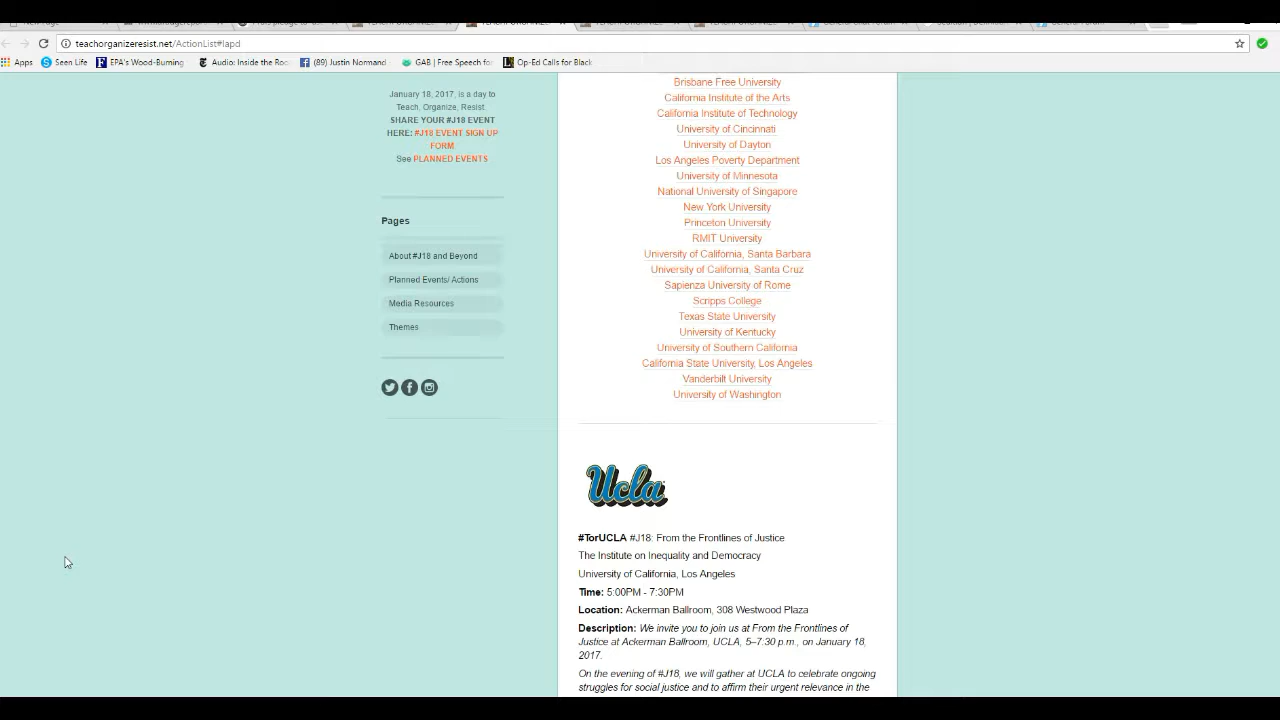 teachorganizeresist.net/ActionList#lapd
Apps
Seen Life
EPA's Wood-Burning
Audio: Inside the Roo
(89) Justin Normand
GAB | Free Speech for
Op-Ed Calls for Black
January 18, 2017, is a day to
Teach, Organize, Resist.
SHARE YOUR #J18 EVENT
HERE: #J18 EVENT SIGN UP
FORM.
See PLANNED EVENTS
Pages
About #J18 and Beyond
Planned Events/ Actions
Media Resources
Themes
Brisbane Free University
California Institute of the Arts
California Institute of Technology
University of Cincinnati
University of Dayton
Los Angeles Poverty Department
University of Minnesota
National University of Singapore
New York University
Princeton University
RMIT University
University of California, Santa Barbara
University of California, Santa Cruz
Sapienza University of Rome
Scripps College
Texas State University
University of Kentucky
University of Southern California
California State University, Los Angeles
Vanderbilt University
University of Washington
Ucla
#TorUCLA #J18: From the Frontlines of Justice
The Institute on Inequality and Democracy
University of California, Los Angeles
Time: 5:00PM - 7:30PM
Location: Ackerman Ballroom, 308 Westwood Plaza
Description: We invite you to join us at From the Frontlines of
Justice at Ackerman Ballroom, UCLA, 5–7:30 p.m., on January 18,
2017.
On the evening of #J18, we will gather at UCLA to celebrate ongoing
struggles for social justice and to affirm their urgent relevance in the